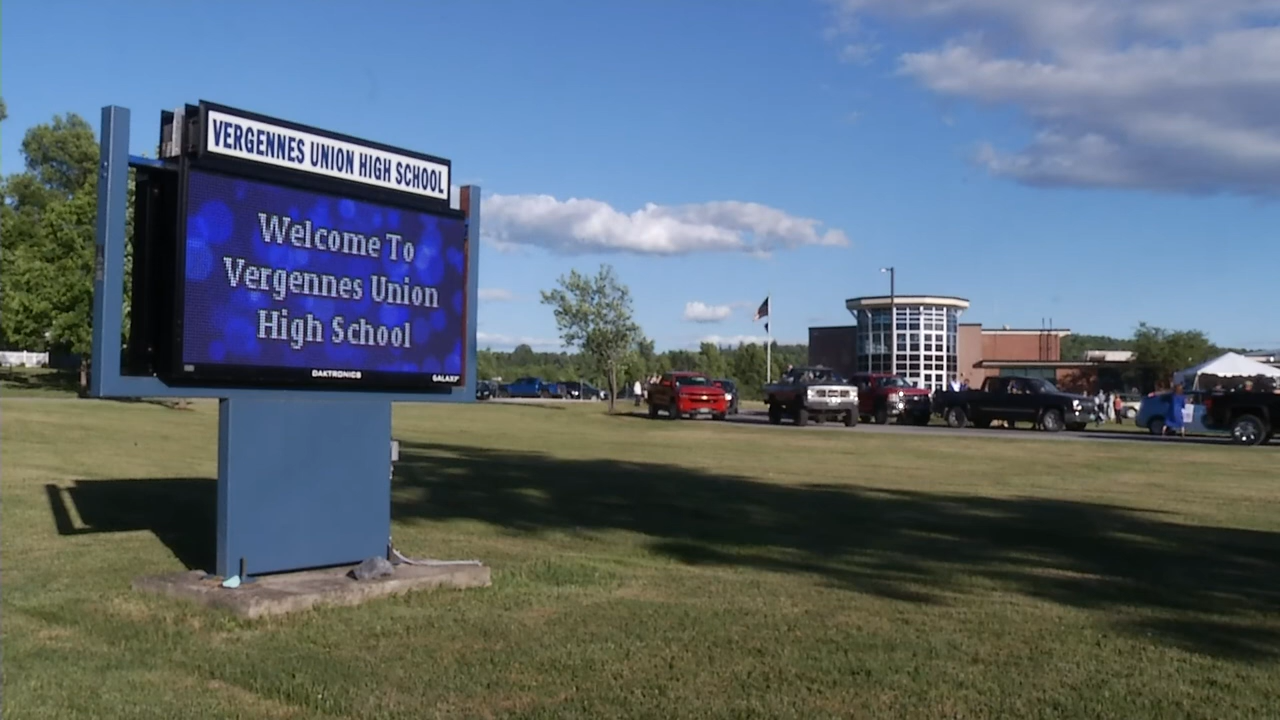 VERGENNES UNION HIGH SCHOOL
Welcome To
Vergennes Union
High School
DAKTRONICS
GALAXY